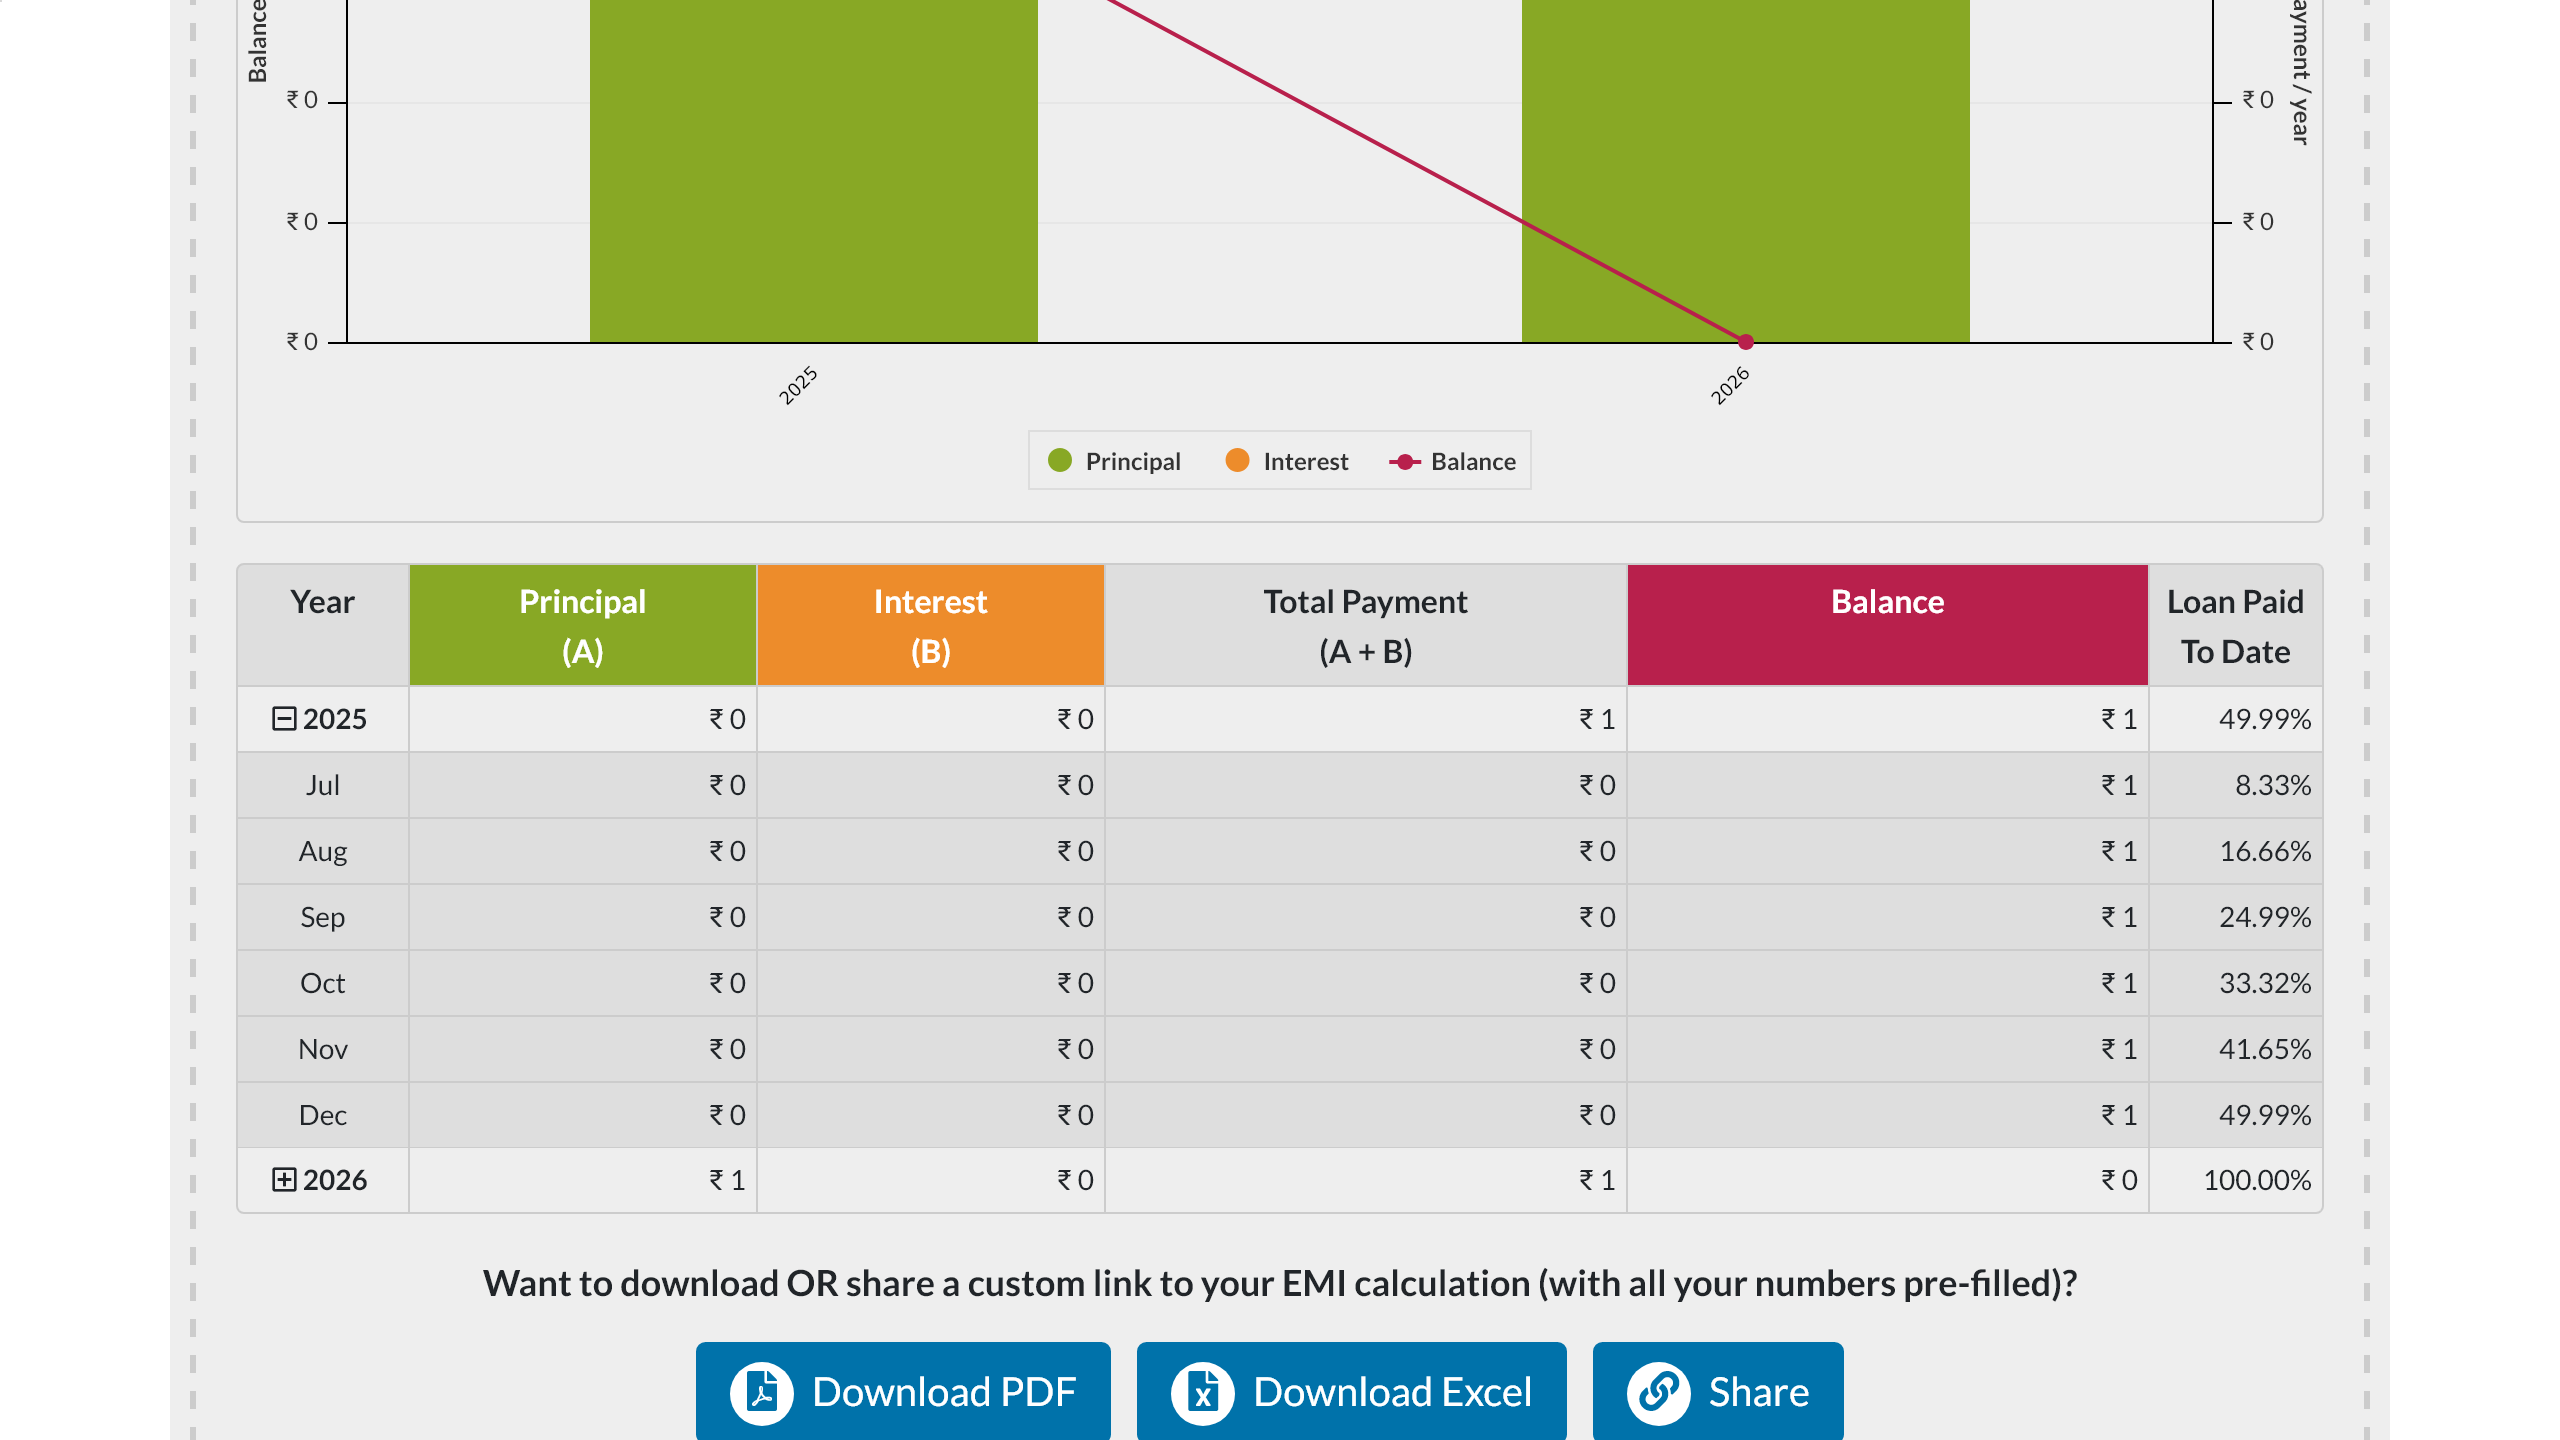 Balance
ayment / year
₹ 0
₹ 0
₹ 0
₹ 0
₹ 0
₹ 0
2025
2026
Principal Interest Balance
Year Principal (A) Interest (B) Total Payment (A + B) Balance Loan Paid To Date
2025 ₹ 0 ₹ 0 ₹ 1 ₹ 1 49.99%
Jul ₹ 0 ₹ 0 ₹ 0 ₹ 1 8.33%
Aug ₹ 0 ₹ 0 ₹ 0 ₹ 1 16.66%
Sep ₹ 0 ₹ 0 ₹ 0 ₹ 1 24.99%
Oct ₹ 0 ₹ 0 ₹ 0 ₹ 1 33.32%
Nov ₹ 0 ₹ 0 ₹ 0 ₹ 1 41.65%
Dec ₹ 0 ₹ 0 ₹ 0 ₹ 1 49.99%
2026 ₹ 1 ₹ 0 ₹ 1 ₹ 0 100.00%
Want to download OR share a custom link to your EMI calculation (with all your numbers pre-filled)?
Download PDF
Download Excel
Share